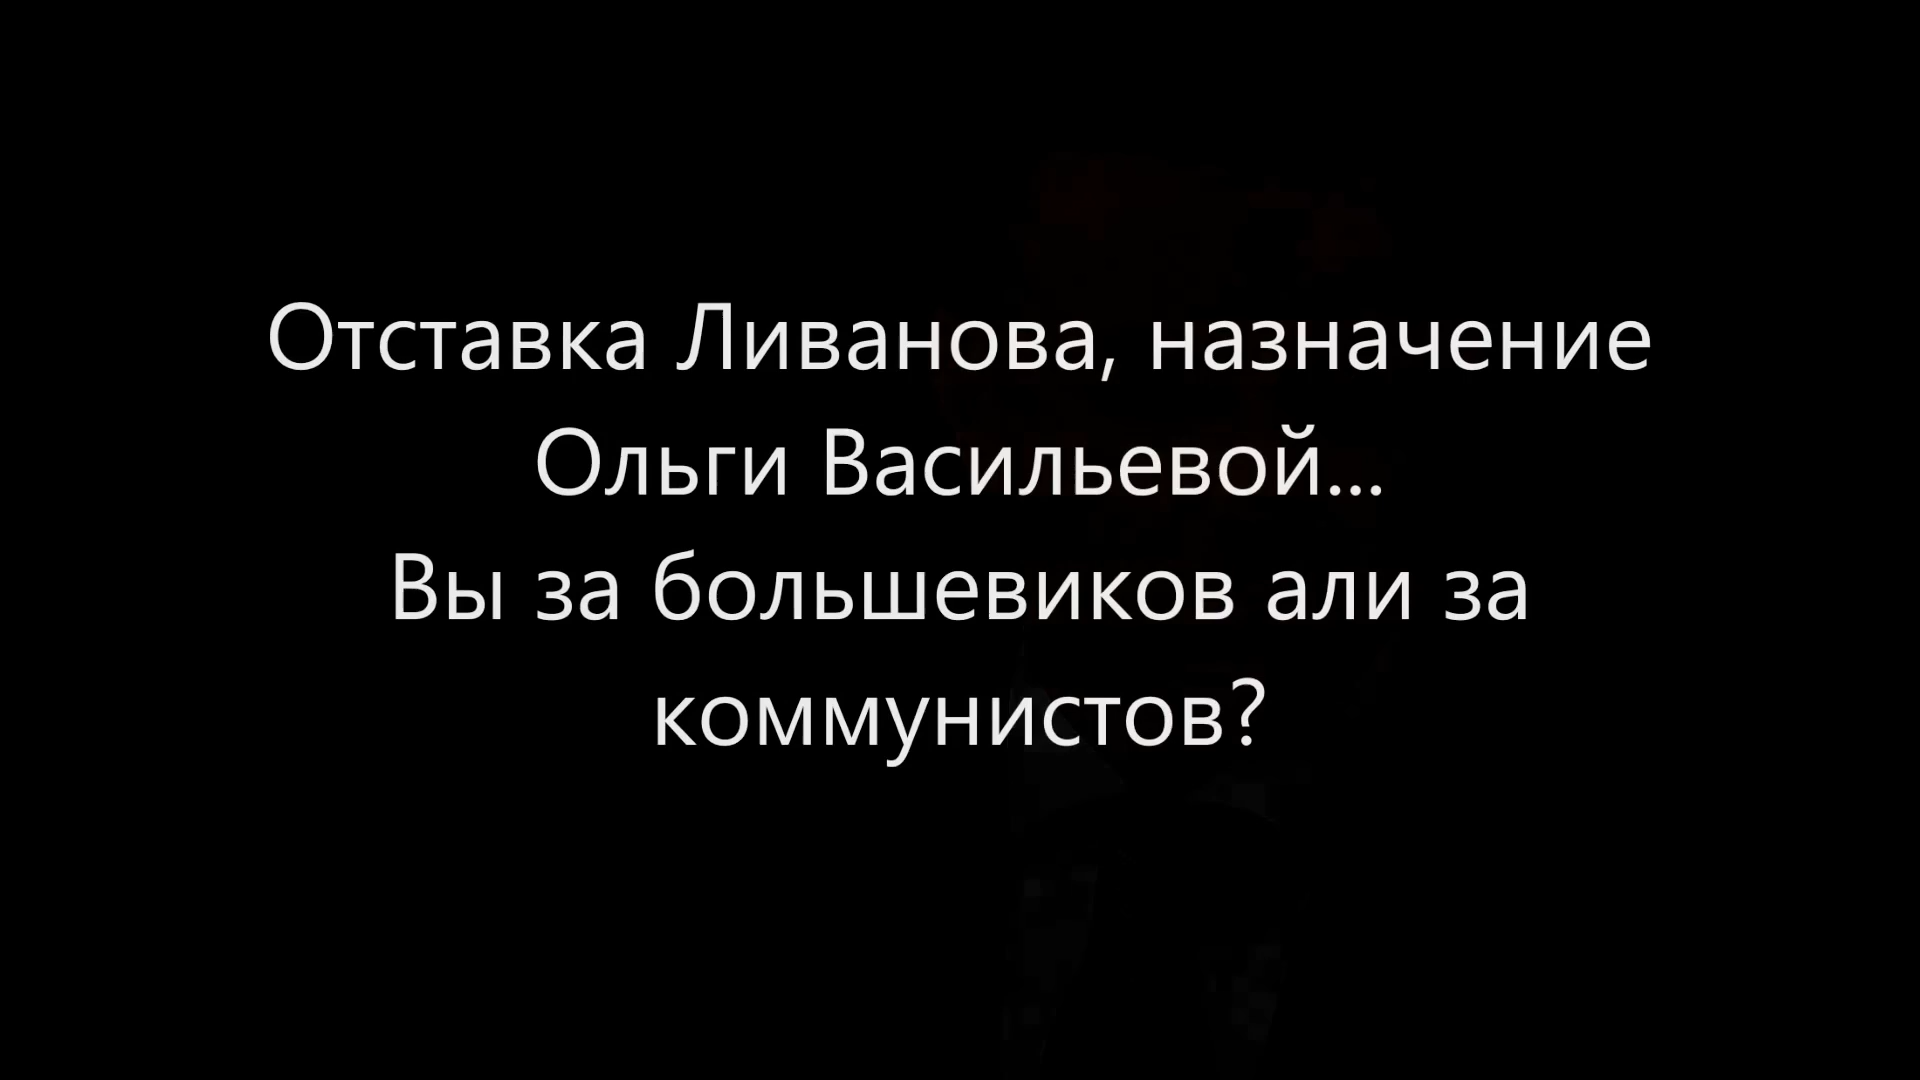 Отставка Ливанова, назначение
Ольги Васильевой...
Вы за большевиков али за
коммунистов?